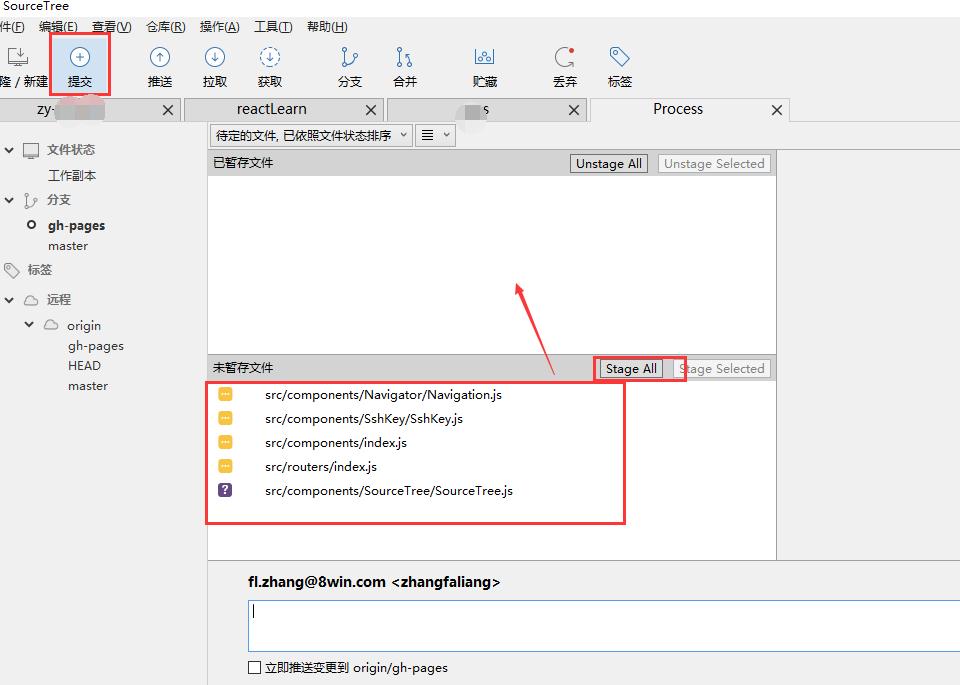 SourceTree
件(F) 编辑(E) 查看(V) 仓库(R) 操作(A) 工具(T) 帮助(H)
隆 / 新建 提交 推送 拉取 获取 分支 合并 贮藏 丢弃 标签
zy- reactLearn s Process
待定的文件, 已依照文件状态排序
文件状态
工作副本
分支
gh-pages
master
标签
远程
origin
gh-pages
HEAD
master
已暂存文件 Unstage All Unstage Selected
未暂存文件 Stage All Stage Selected
src/components/Navigator/Navigation.js
src/components/SshKey/SshKey.js
src/components/index.js
src/routers/index.js
? src/components/SourceTree/SourceTree.js
fl.zhang@8win.com <zhangfaliang>
立即推送变更到 origin/gh-pages